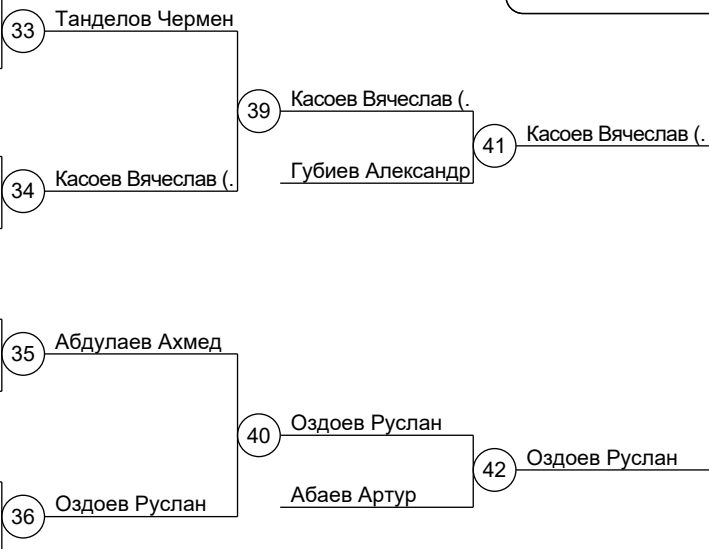 33 Танделов Чермен
39 Касоев Вячеслав (.
41 Касоев Вячеслав (.
Губиев Александр
34 Касоев Вячеслав (.
35 Абдулаев Ахмед
40 Оздоев Руслан
42 Оздоев Руслан
Абаев Артур
36 Оздоев Руслан